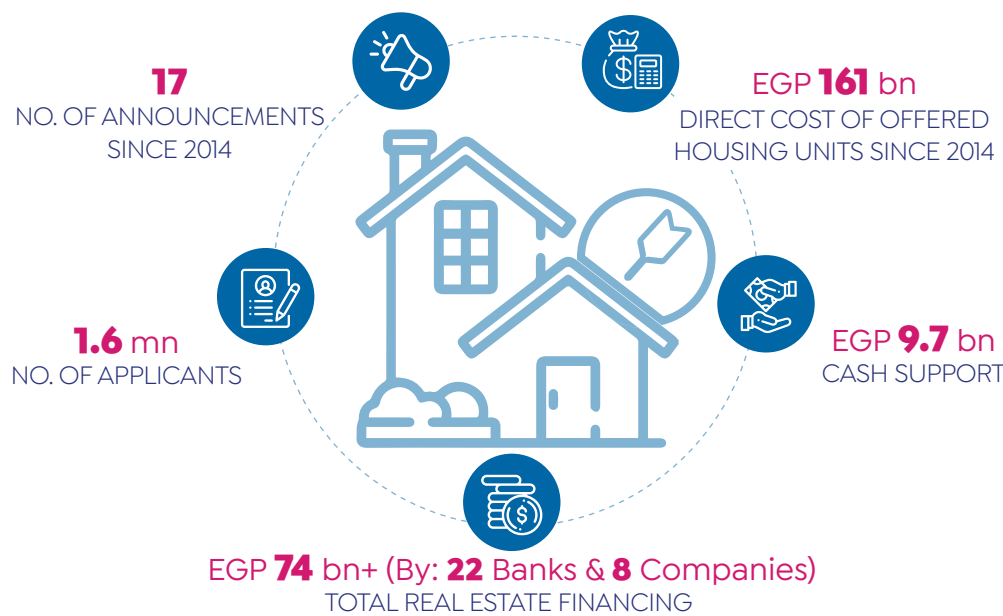 17
NO. OF ANNOUNCEMENTS
SINCE 2014
EGP 161 bn
DIRECT COST OF OFFERED
HOUSING UNITS SINCE 2014
1.6 mn
NO. OF APPLICANTS
EGP 9.7 bn
CASH SUPPORT
EGP 74 bn+ (By: 22 Banks & 8 Companies)
TOTAL REAL ESTATE FINANCING